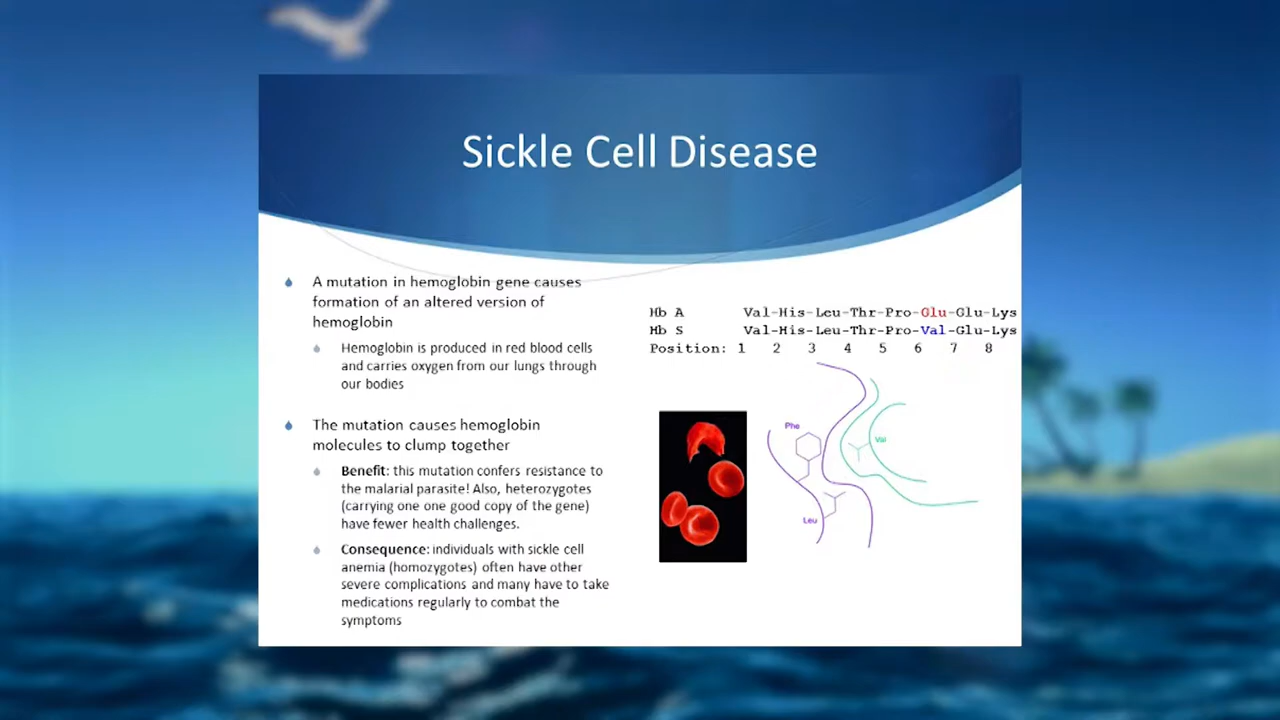 Sickle Cell Disease
A mutation in hemoglobin gene causes
formation of an altered version of
hemoglobin
Hemoglobin is produced in red blood cells
and carries oxygen from our lungs through
our bodies
The mutation causes hemoglobin
molecules to clump together
Benefit: this mutation confers resistance to
the malarial parasite! Also, heterozygotes
(carrying one one good copy of the gene)
have fewer health challenges.
Consequence: individuals with sickle cell
anemia (homozygotes) often have other
severe complications and many have to take
medications regularly to combat the
symptoms
Hb A Val-His-Leu-Thr-Pro-Glu-Glu-Lys
Hb S Val-His-Leu-Thr-Pro-Val-Glu-Lys
Position: 1 2 3 4 5 6 7 8
Phe
Val
Leu